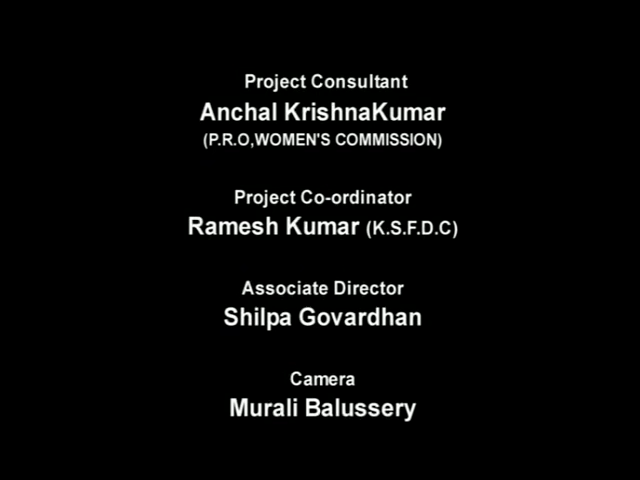 Project Consultant
Anchal KrishnaKumar
(P.R.O,WOMEN'S COMMISSION)
Project Co-ordinator
Ramesh Kumar (K.S.F.D.C)
Associate Director
Shilpa Govardhan
Camera
Murali Balussery